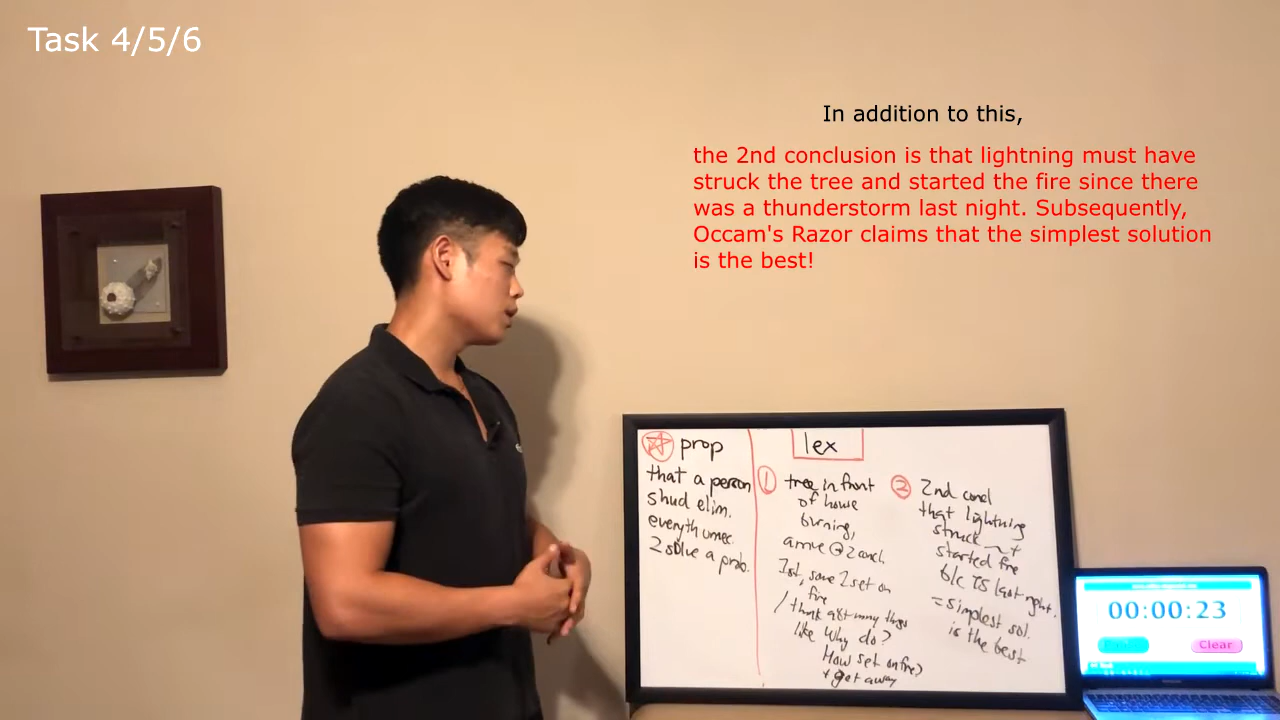 Task 4/5/6
In addition to this,
the 2nd conclusion is that lightning must have
struck the tree and started the fire since there
was a thunderstorm last night. Subsequently,
Occam's Razor claims that the simplest solution
is the best!
prop
that a person
shud elim.
everyth unnec.
2 solve a prob.
lex
1
tree in front
of house
burning,
arrive @ 2 concl.
1st, some 1 set on
fire
/ think abt many things
like why do?
How set on fire?
+ get away
2
2nd concl
that lightning
struck
started fire
b/c TS last night.
= simplest sol.
is the best
00:00:23
Clear